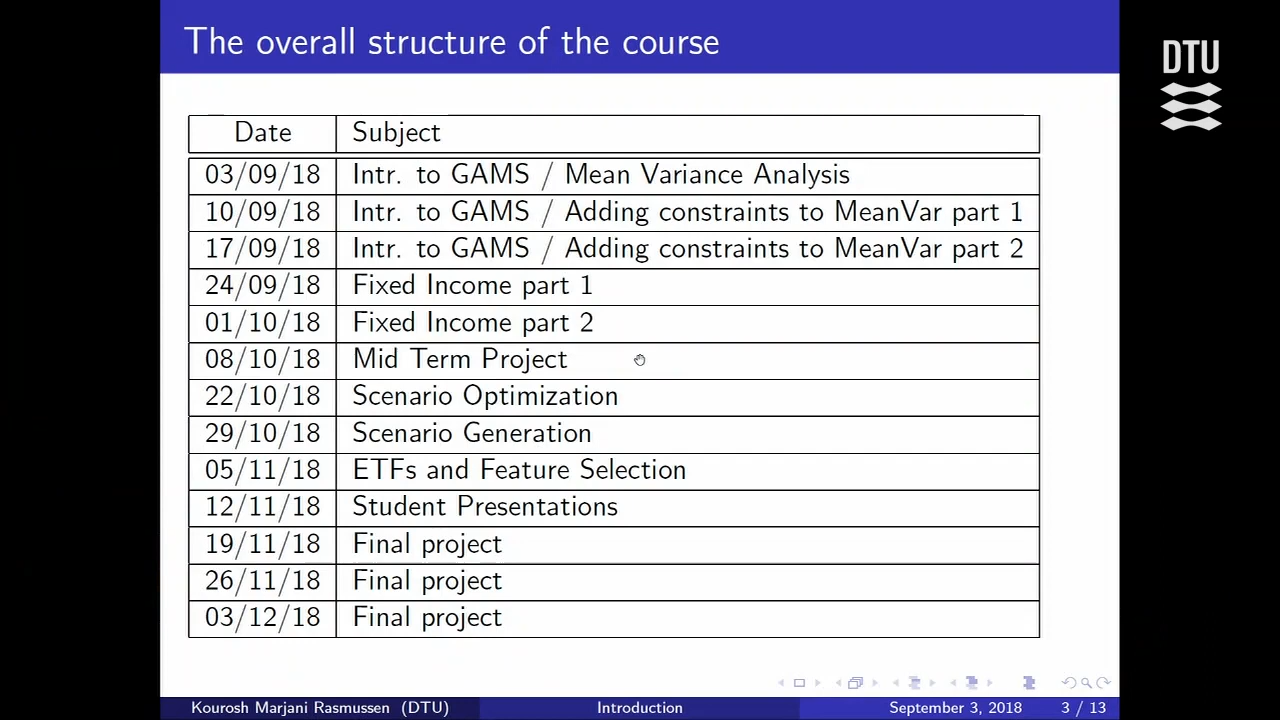 The overall structure of the course
DTU
Date Subject
03/09/18 Intr. to GAMS / Mean Variance Analysis
10/09/18 Intr. to GAMS / Adding constraints to MeanVar part 1
17/09/18 Intr. to GAMS / Adding constraints to MeanVar part 2
24/09/18 Fixed Income part 1
01/10/18 Fixed Income part 2
08/10/18 Mid Term Project
22/10/18 Scenario Optimization
29/10/18 Scenario Generation
05/11/18 ETFs and Feature Selection
12/11/18 Student Presentations
19/11/18 Final project
26/11/18 Final project
03/12/18 Final project
Kourosh Marjani Rasmussen (DTU) Introduction September 3, 2018 3 / 13